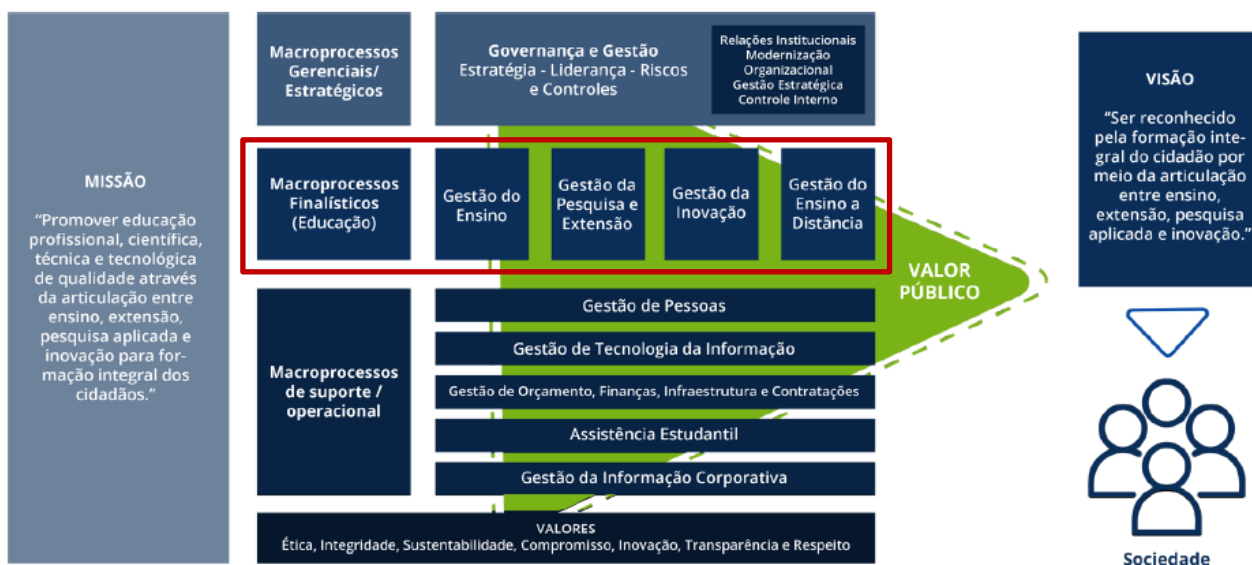 MISSÃO
“Promover educação
profissional, científica,
técnica e tecnológica
de qualidade através
da articulação entre
ensino, extensão,
pesquisa aplicada e
inovação para for-
mação integral dos
cidadãos.”
Macroprocessos
Gerenciais/
Estratégicos
Governança e Gestão
Estratégia - Liderança - Riscos
e Controles
Relações Institucionais
Modernização
Organizacional
Gestão Estratégica
Controle Interno
Macroprocessos
Finalísticos
(Educação)
Gestão do
Ensino
Gestão da
Pesquisa e
Extensão
Gestão da
Inovação
Gestão do
Ensino a
Distância
VALOR
PÚBLICO
Macroprocessos
de suporte /
operacional
Gestão de Pessoas
Gestão de Tecnologia da Informação
Gestão de Orçamento, Finanças, Infraestrutura e Contratações
Assistência Estudantil
Gestão da Informação Corporativa
VALORES
Ética, Integridade, Sustentabilidade, Compromisso, Inovação, Transparência e Respeito
VISÃO
“Ser reconhecido
pela formação inte-
gral do cidadão por
meio da articulação
entre ensino,
extensão, pesquisa
aplicada e inovação.”
Sociedade